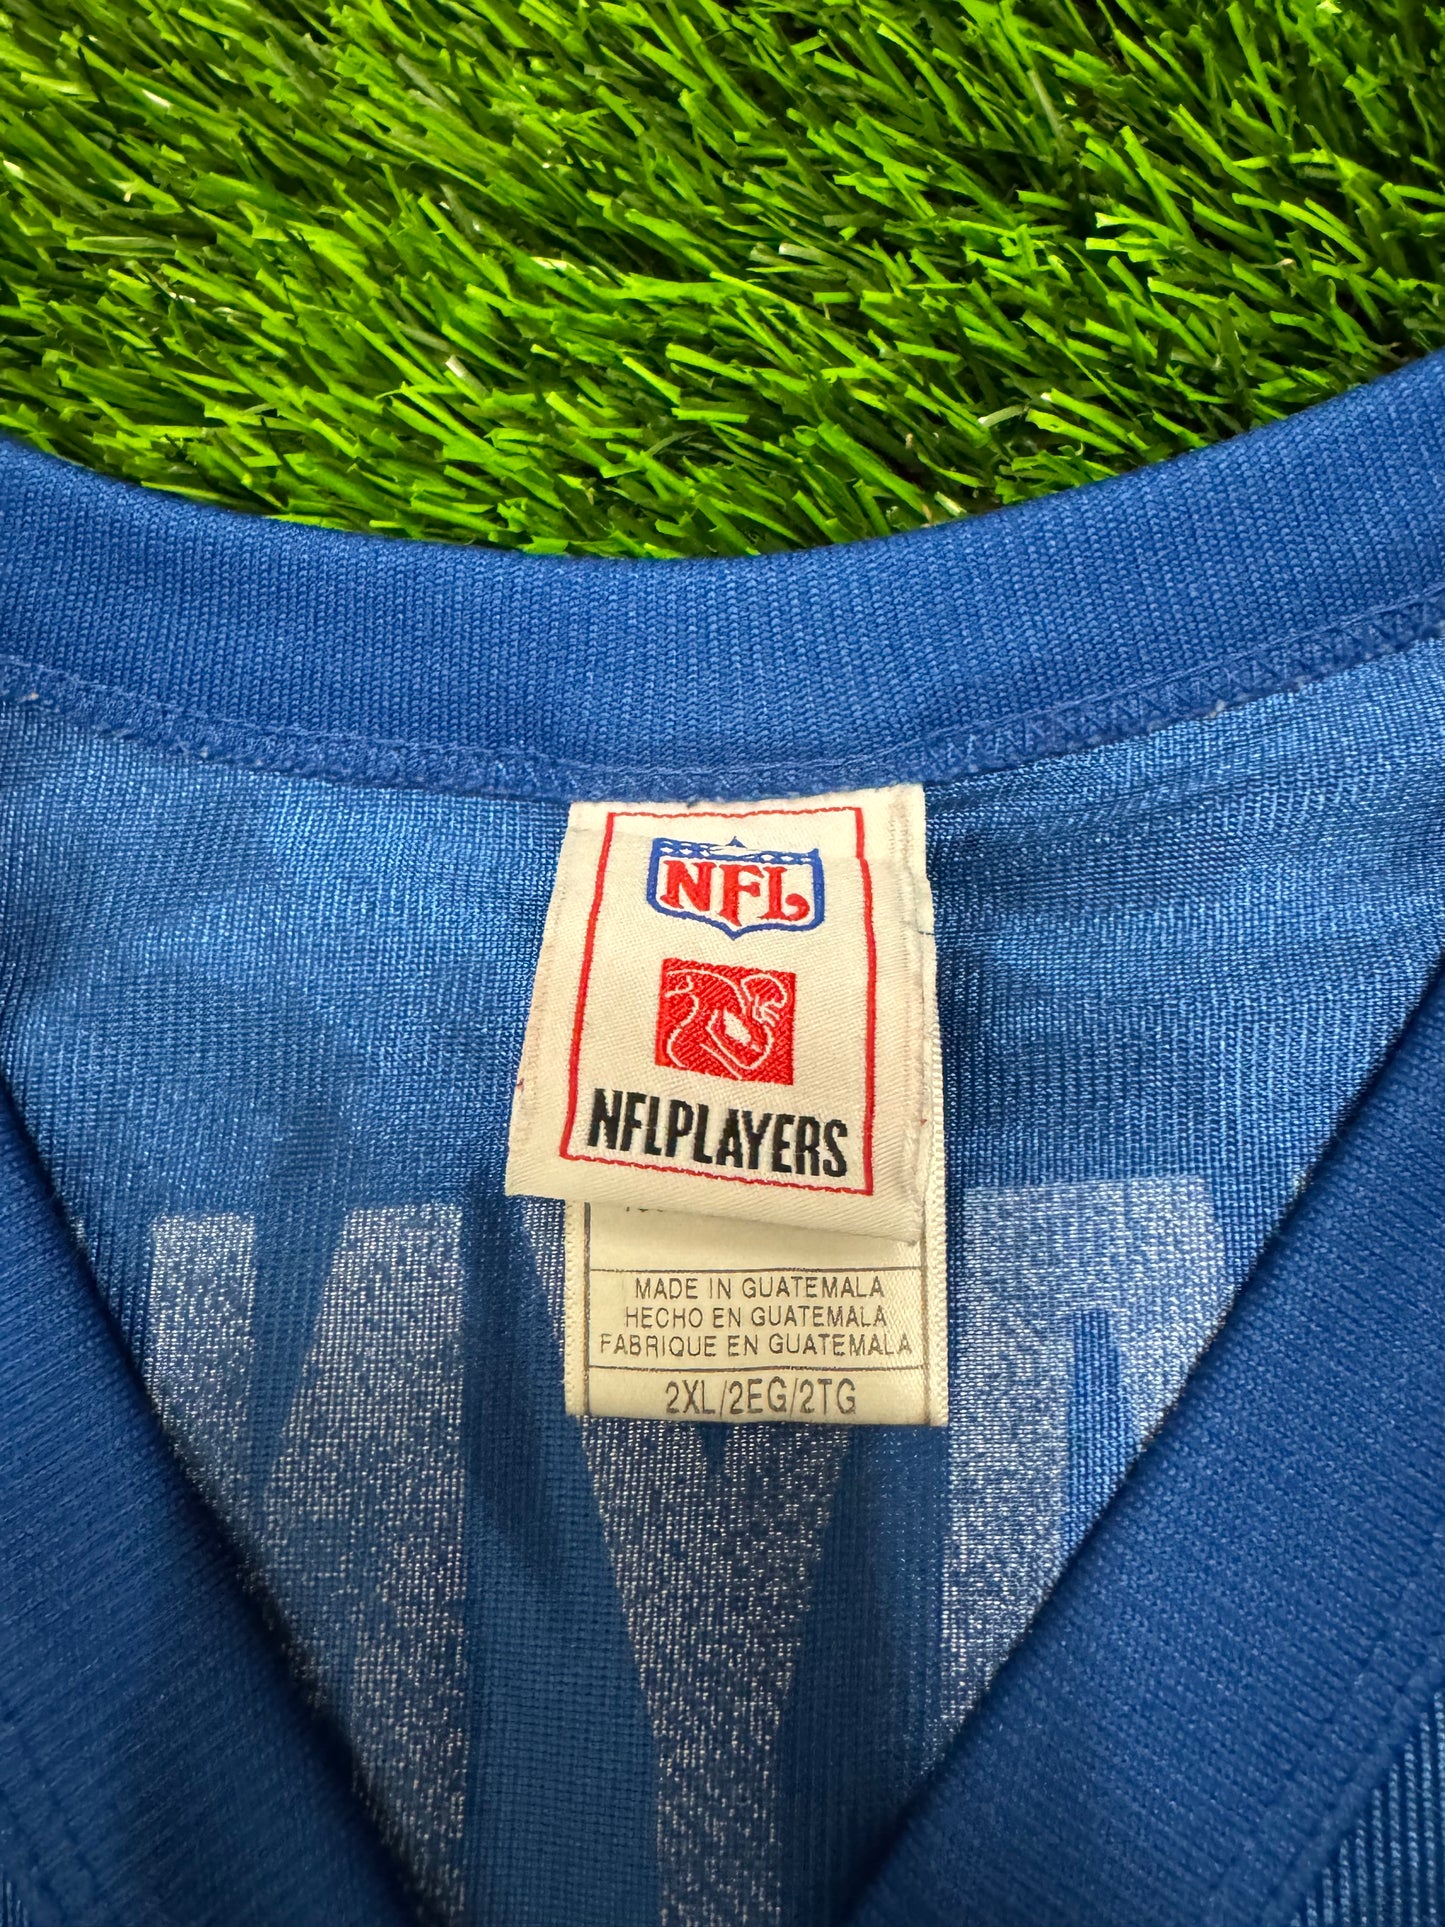 NFL
NFLPLAYERS
MADE IN GUATEMALA
HECHO EN GUATEMALA
FABRIQUE EN GUATEMALA
2XL/2EG/2TG